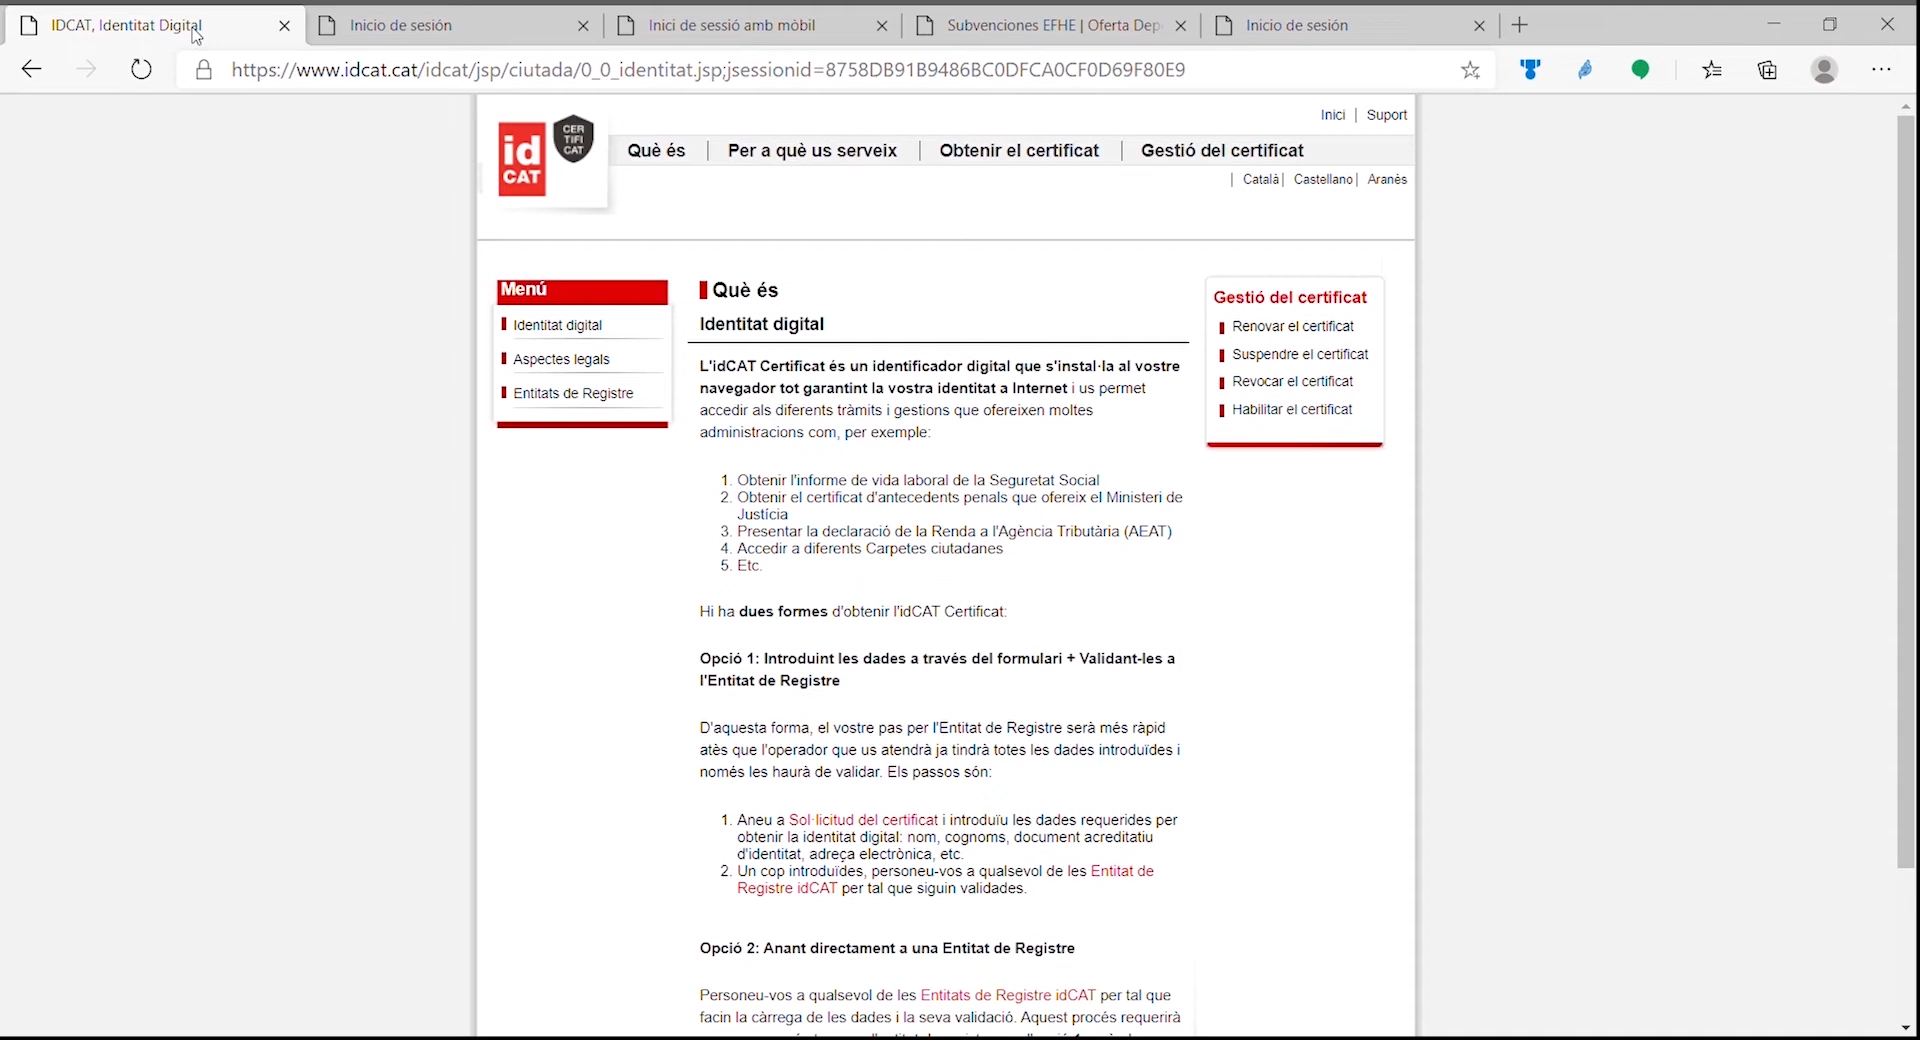 IDCAT, Identitat Digital
Inicio de sesión
Inici de sessió amb mòbil
Subvenciones EFHE | Oferta Dep
Inicio de sesión
https://www.idcat.cat/idcat/jsp/ciutada/0_0_identitat.jsp;jsessionid=8758DB91B9486BC0DFCA0CF0D69F80E9
Inici | Suport
id
CAT
CER
TIFI
CAT
Què és | Per a què us serveix | Obtenir el certificat | Gestió del certificat
| Català | Castellano | Aranès
Menú
Identitat digital
Aspectes legals
Entitats de Registre
Què és
Identitat digital
L'idCAT Certificat és un identificador digital que s'instal·la al vostre
navegador tot garantint la vostra identitat a Internet i us permet
accedir als diferents tràmits i gestions que ofereixen moltes
administracions com, per exemple:
1. Obtenir l'informe de vida laboral de la Seguretat Social
2. Obtenir el certificat d'antecedents penals que ofereix el Ministeri de
Justícia
3. Presentar la declaració de la Renda a l'Agència Tributària (AEAT)
4. Accedir a diferents Carpetes ciutadanes
5. Etc.
Hi ha dues formes d'obtenir l'idCAT Certificat:
Opció 1: Introduint les dades a través del formulari + Validant-les a
l'Entitat de Registre
D'aquesta forma, el vostre pas per l'Entitat de Registre serà més ràpid
atès que l'operador que us atendrà ja tindrà totes les dades introduïdes i
només les haurà de validar. Els passos són:
1. Aneu a Sol·licitud del certificat i introduïu les dades requerides per
obtenir la identitat digital: nom, cognoms, document acreditatiu
d'identitat, adreça electrònica, etc.
2. Un cop introduïdes, personeu-vos a qualsevol de les Entitat de
Registre idCAT per tal que siguin validades.
Opció 2: Anant directament a una Entitat de Registre
Personeu-vos a qualsevol de les Entitats de Registre idCAT per tal que
facin la càrrega de les dades i la seva validació. Aquest procés requerirà
Gestió del certificat
Renovar el certificat
Suspendre el certificat
Revocar el certificat
Habilitar el certificat